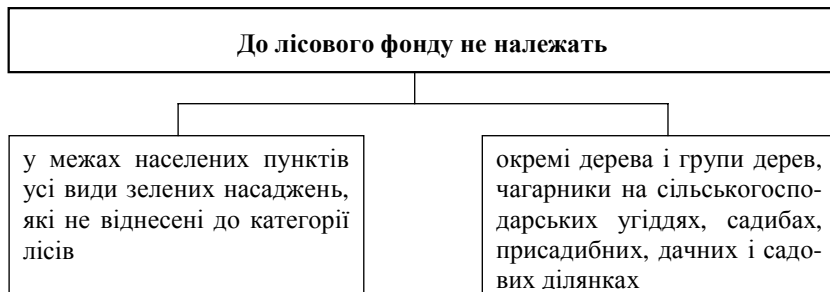 До лісового фонду не належать
у межах населених пунктів
усі види зелених насаджень,
які не віднесені до категорії
лісів
окремі дерева і групи дерев,
чагарники на сільськогоспо-
дарських угіддях, садибах,
присадибних, дачних і садо-
вих ділянках